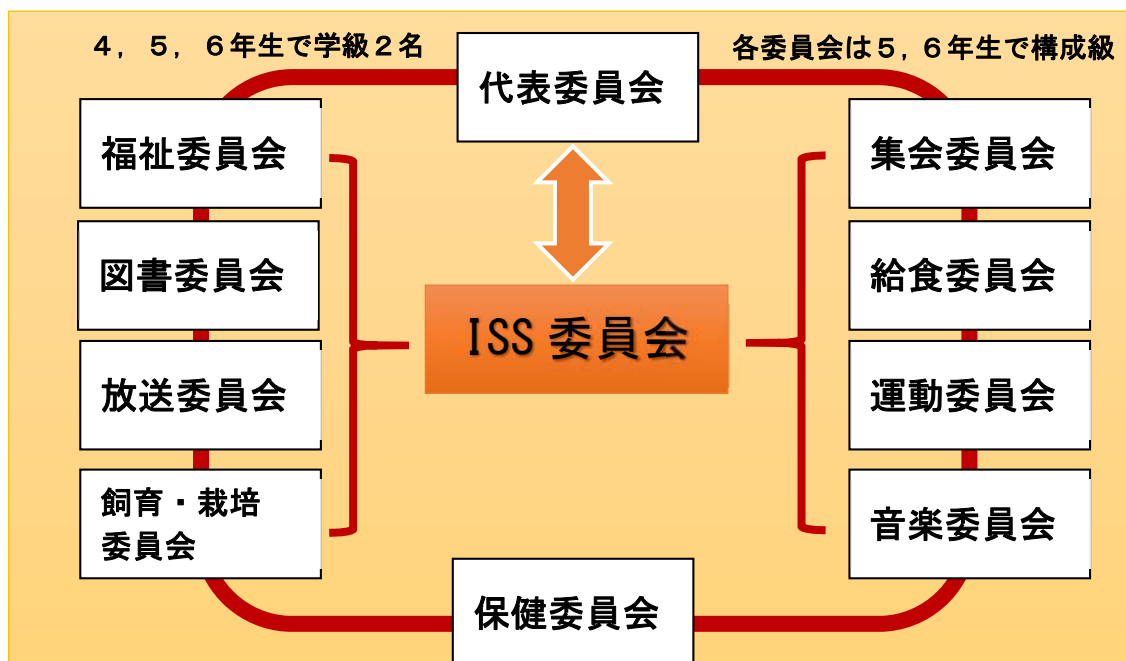 ４，５，６年生で学級２名
各委員会は５,６年生で構成級
代表委員会
福祉委員会
集会委員会
図書委員会
給食委員会
ISS 委員会
放送委員会
運動委員会
飼育・栽培
委員会
音楽委員会
保健委員会